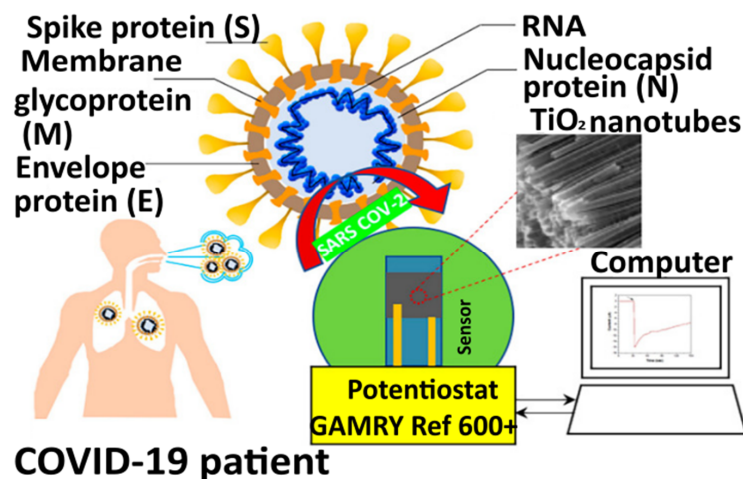 Spike protein (S)
Membrane
glycoprotein
(M)
Envelope
protein (E)
RNA
Nucleocapsid
protein (N)
TiO₂ nanotubes
SARS COV-2
Computer
Sensor
Potentiostat
GAMRY Ref 600+
COVID-19 patient